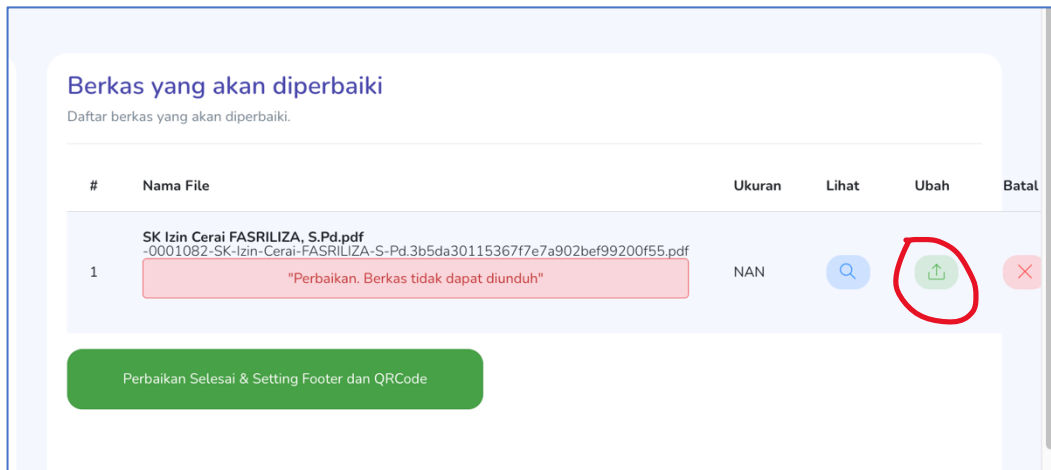 Berkas yang akan diperbaiki
Daftar berkas yang akan diperbaiki.
# Nama File Ukuran Lihat Ubah Batal
SK Izin Cerai FASRILIZA, S.Pd.pdf
-0001082-SK-Izin-Cerai-FASRILIZA-S-Pd.3b5da30115367f7e7a902bef99200f55.pdf
1 "Perbaikan. Berkas tidak dapat diunduh" NAN
Perbaikan Selesai & Setting Footer dan QRCode